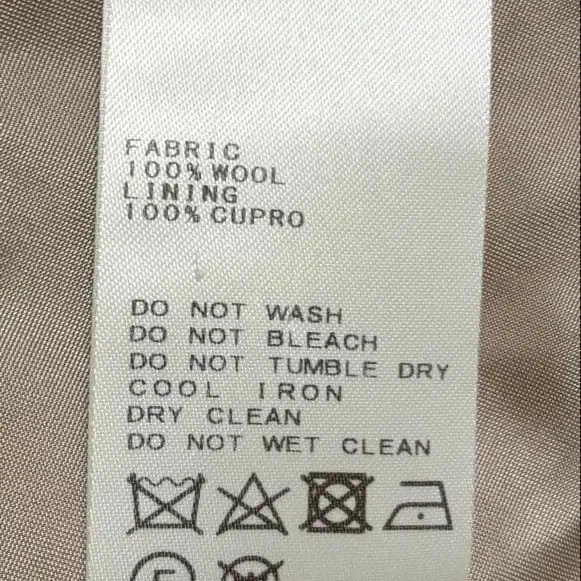 FABRIC
100% WOOL
LINING
100% CUPRO
DO NOT WASH
DO NOT BLEACH
DO NOT TUMBLE DRY
COOL IRON
DRY CLEAN
DO NOT WET CLEAN